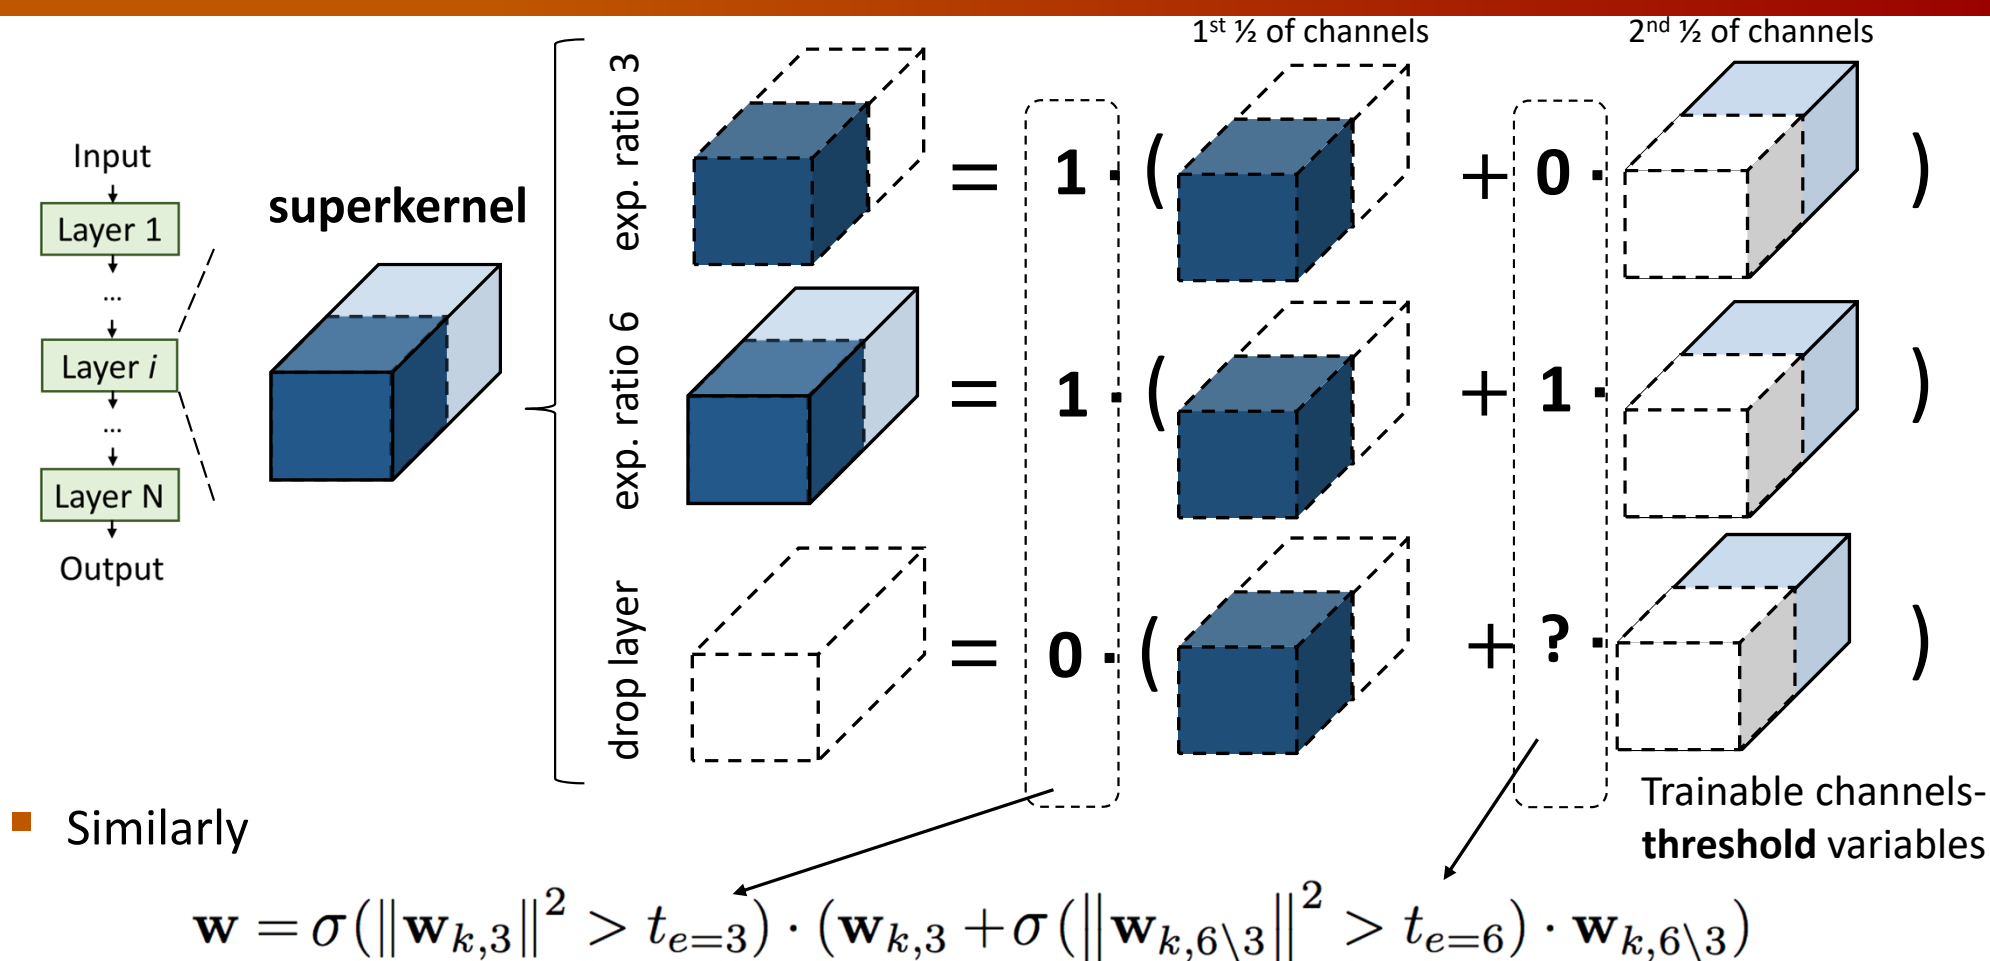 1st ½ of channels
2nd ½ of channels
Input
Layer 1
...
Layer i
...
Layer N
Output
superkernel
exp. ratio 3
= 1 · ( + 0 · )
exp. ratio 6
= 1 · ( + 1 · )
drop layer
= 0 · ( + ? · )
Trainable channels-
threshold variables
▪ Similarly
w = σ(‖w_{k,3}‖² > t_{e=3}) · (w_{k,3} + σ(‖w_{k,6\3}‖² > t_{e=6}) · w_{k,6\3})